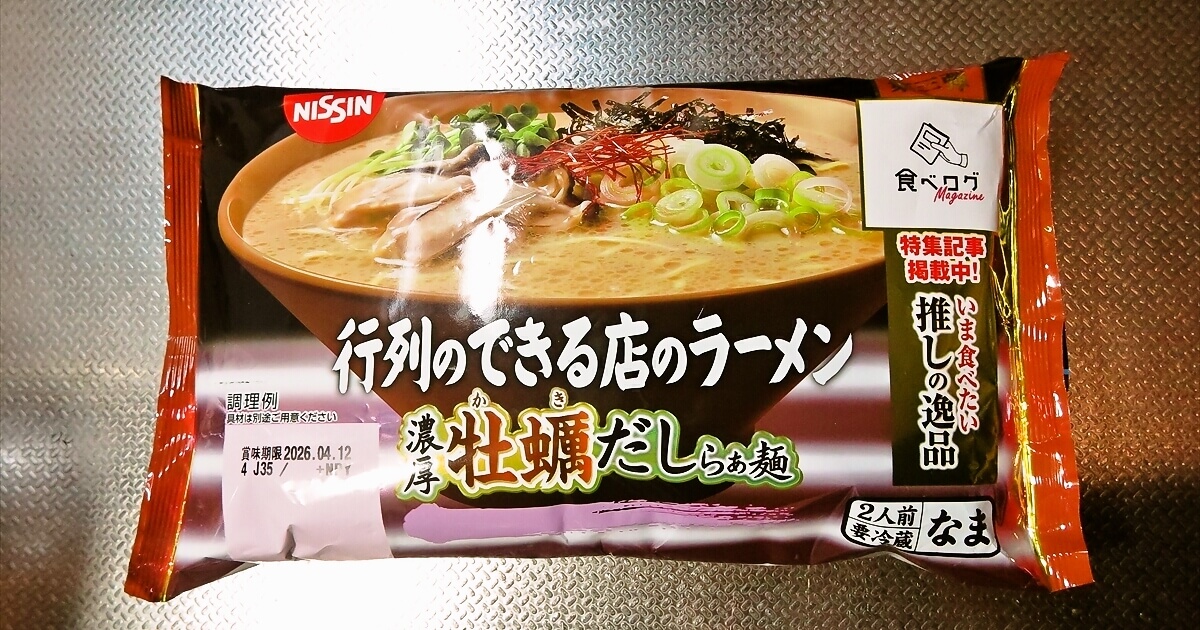 NISSIN
食べログ
Magazine
特集記事
掲載中!
いま食べたい
推しの逸品
行列のできる店のラーメン
調理例
具材は別途ご用意ください
賞味期限2026.04.12
4 J35 /
かき
濃厚
牡蠣だしらぁ麺
2人前
要冷蔵
なま